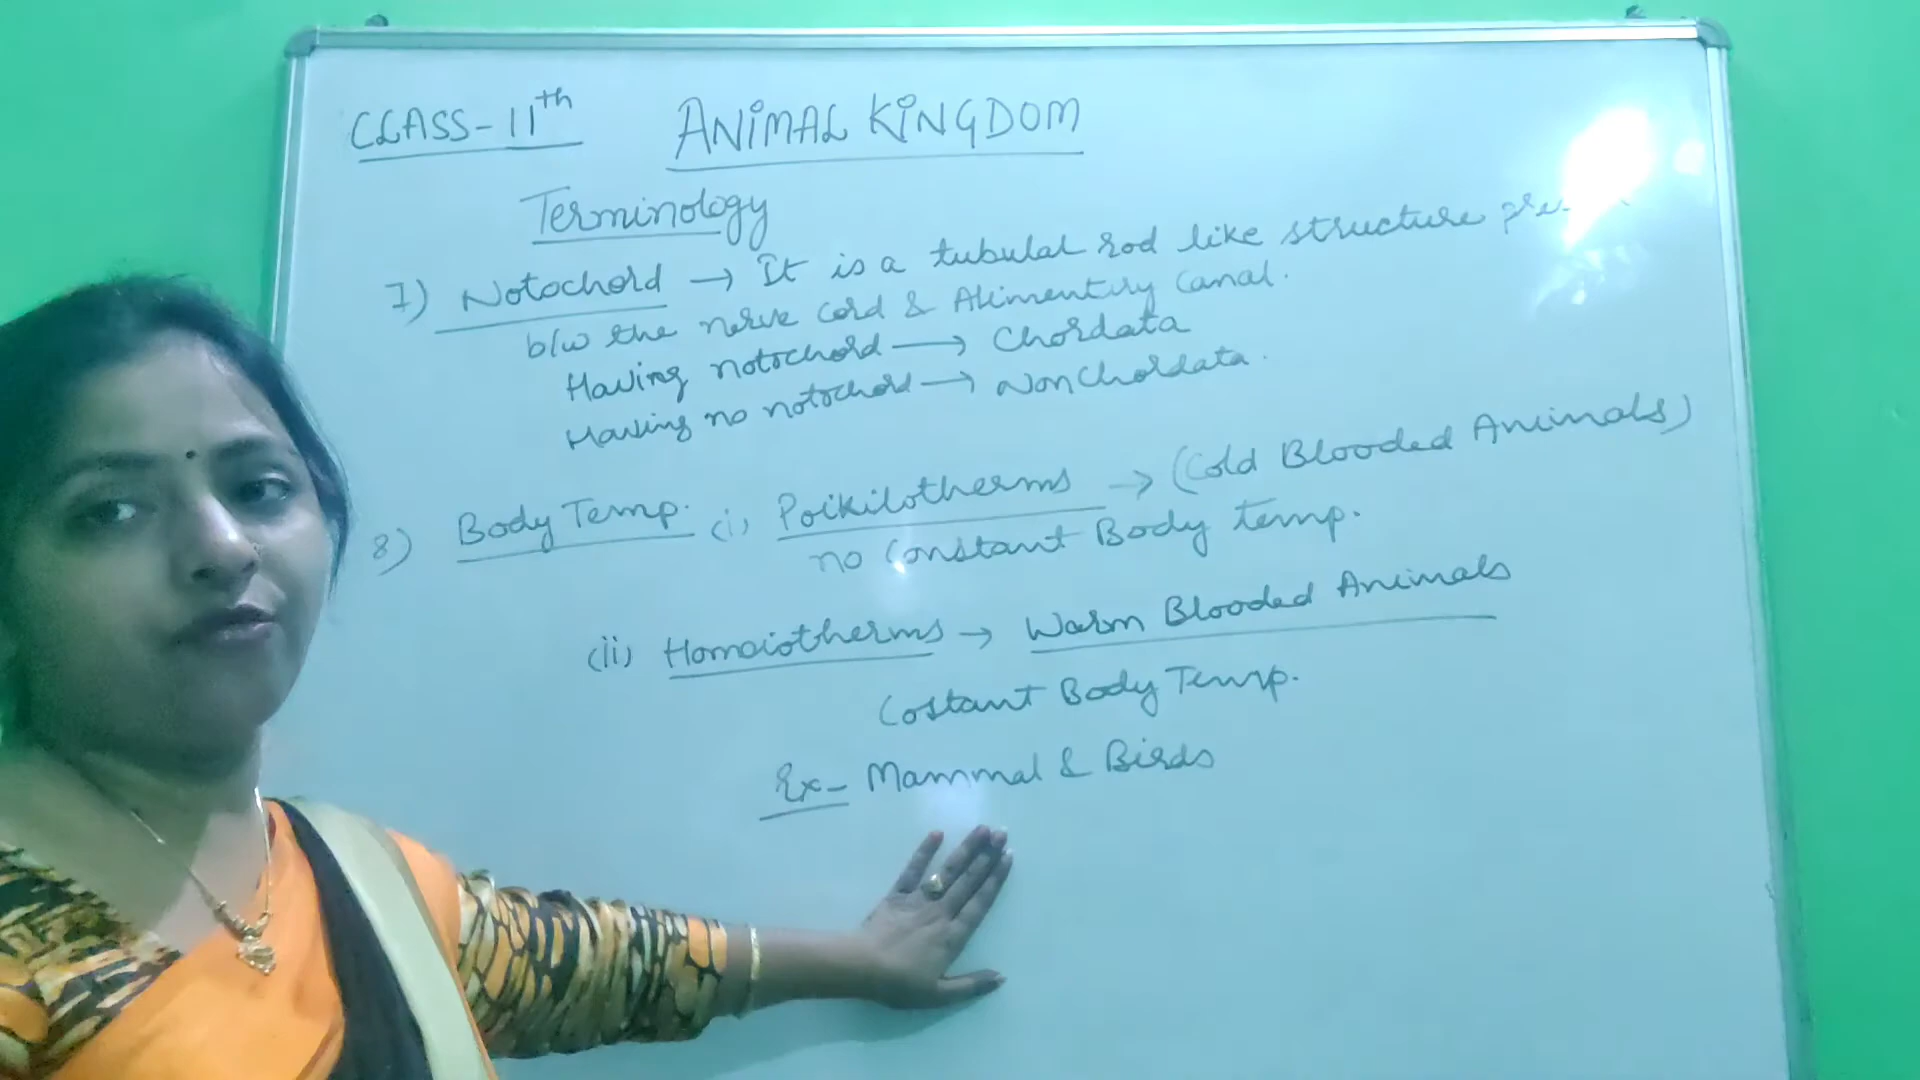 CLASS-11th ANIMAL KINGDOM
Terminology
7) Notochord → It is a tubular rod like structure
b/w the nerve cord & Alimentary Canal.
Having notochord → Chordata
Having no notochord → NonChordata.
8) Body Temp. (i) Poikilotherms → (Cold Blooded Animals)
no Constant Body temp.
(ii) Homoiotherms → Warm Blooded Animals
Costant Body Temp.
Ex- Mammal & Birds